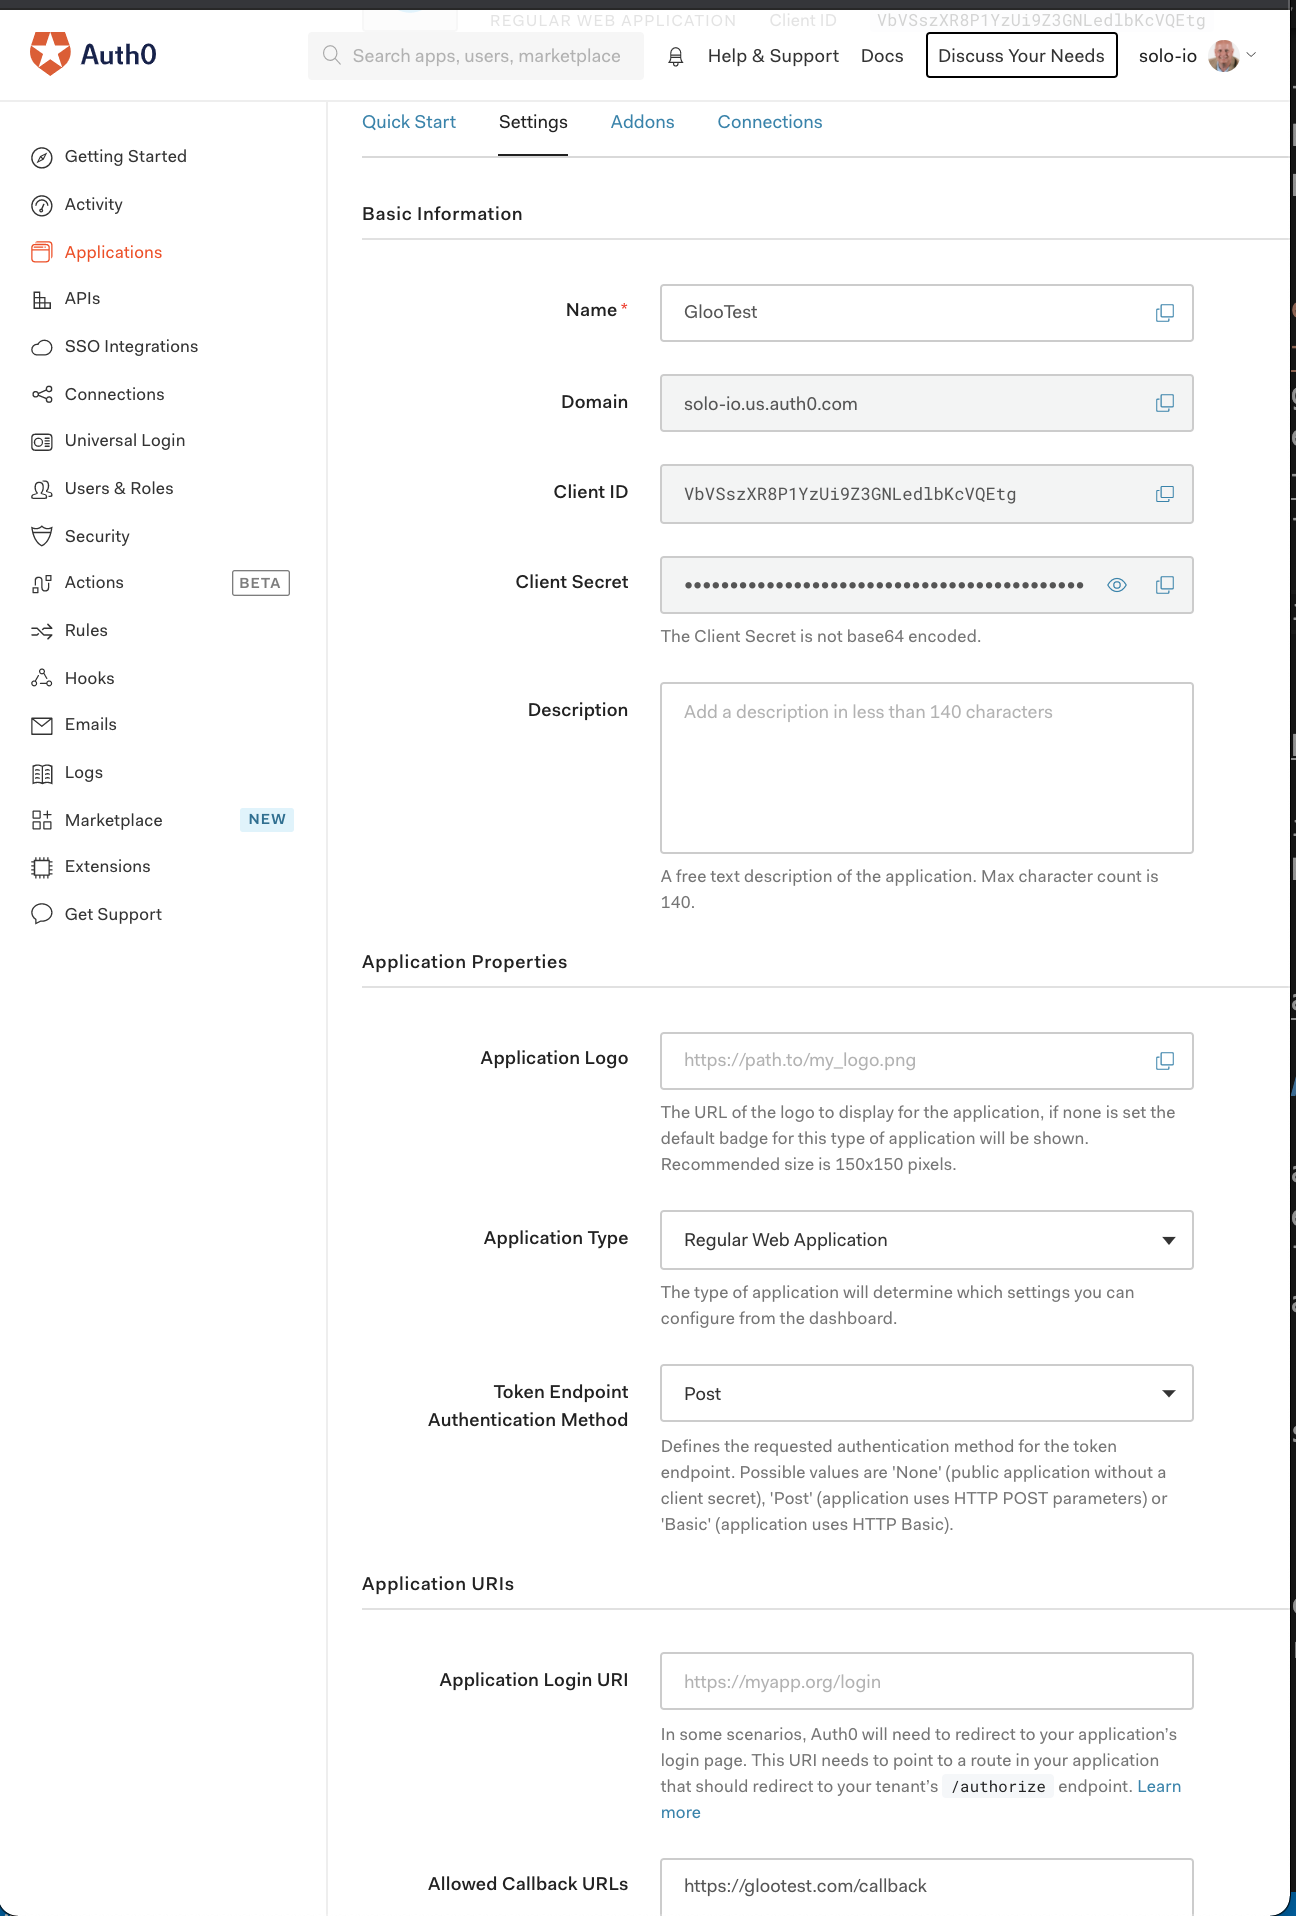 REGULAR WEB APPLICATION Client ID VbVSszXR8P1YzUi9Z3GNLedlbKcVQEtg
Auth0
Search apps, users, marketplace
Help & Support
Docs
Discuss Your Needs
solo-io
Getting Started
Activity
Applications
APIs
SSO Integrations
Connections
Universal Login
Users & Roles
Security
Actions BETA
Rules
Hooks
Emails
Logs
Marketplace NEW
Extensions
Get Support
Quick Start Settings Addons Connections
Basic Information
Name *
GlooTest
Domain
solo-io.us.auth0.com
Client ID
VbVSszXR8P1YzUi9Z3GNLedlbKcVQEtg
Client Secret
••••••••••••••••••••••••••••••••••••••••••••
The Client Secret is not base64 encoded.
Description
Add a description in less than 140 characters
A free text description of the application. Max character count is
140.
Application Properties
Application Logo
https://path.to/my_logo.png
The URL of the logo to display for the application, if none is set the
default badge for this type of application will be shown.
Recommended size is 150x150 pixels.
Application Type
Regular Web Application
The type of application will determine which settings you can
configure from the dashboard.
Token Endpoint
Authentication Method
Post
Defines the requested authentication method for the token
endpoint. Possible values are 'None' (public application without a
client secret), 'Post' (application uses HTTP POST parameters) or
'Basic' (application uses HTTP Basic).
Application URIs
Application Login URI
https://myapp.org/login
In some scenarios, Auth0 will need to redirect to your application’s
login page. This URI needs to point to a route in your application
that should redirect to your tenant’s /authorize endpoint. Learn
more
Allowed Callback URLs
https://glootest.com/callback